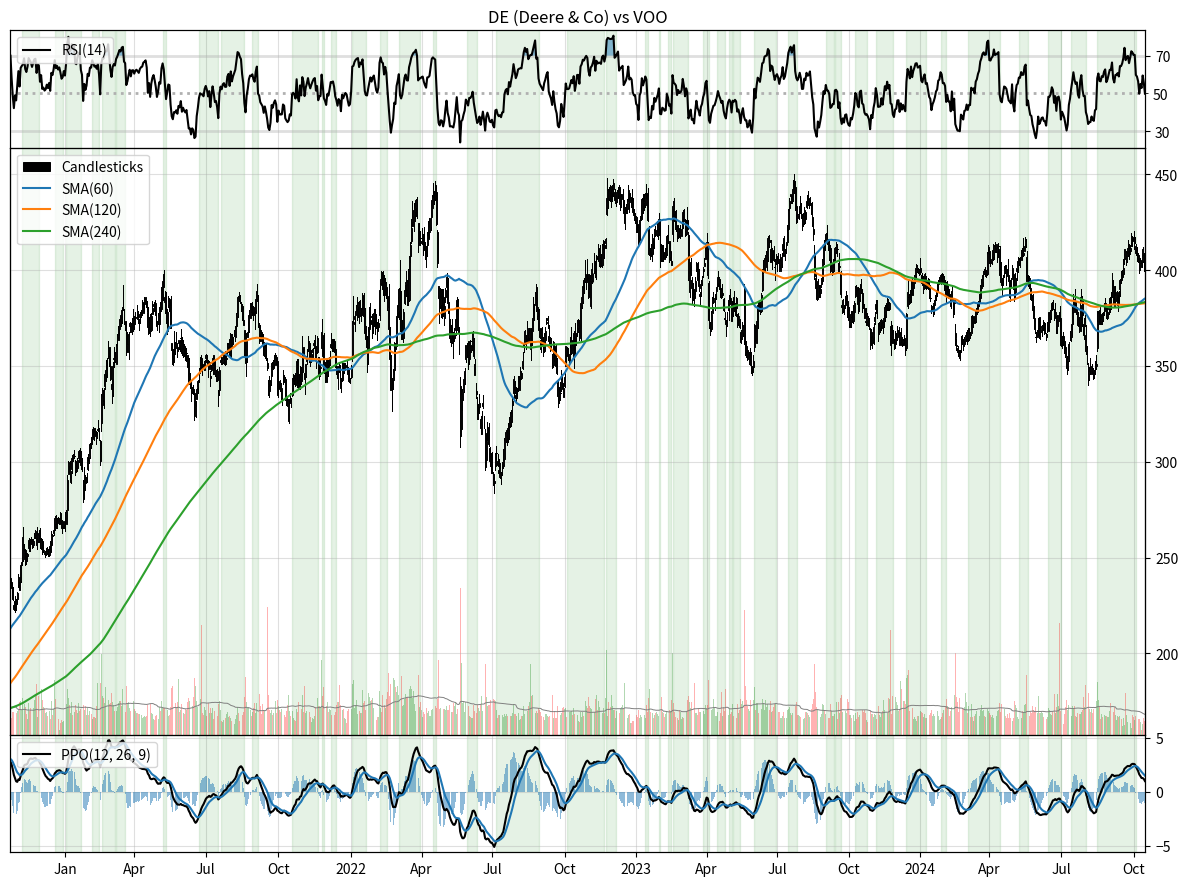 DE (Deere & Co) vs VOO
RSI(14)
70
50
30
Candlesticks
SMA(60)
SMA(120)
SMA(240)
450
400
350
300
250
200
PPO(12, 26, 9)
5
0
−5
Jan Apr Jul Oct 2022 Apr Jul Oct 2023 Apr Jul Oct 2024 Apr Jul Oct